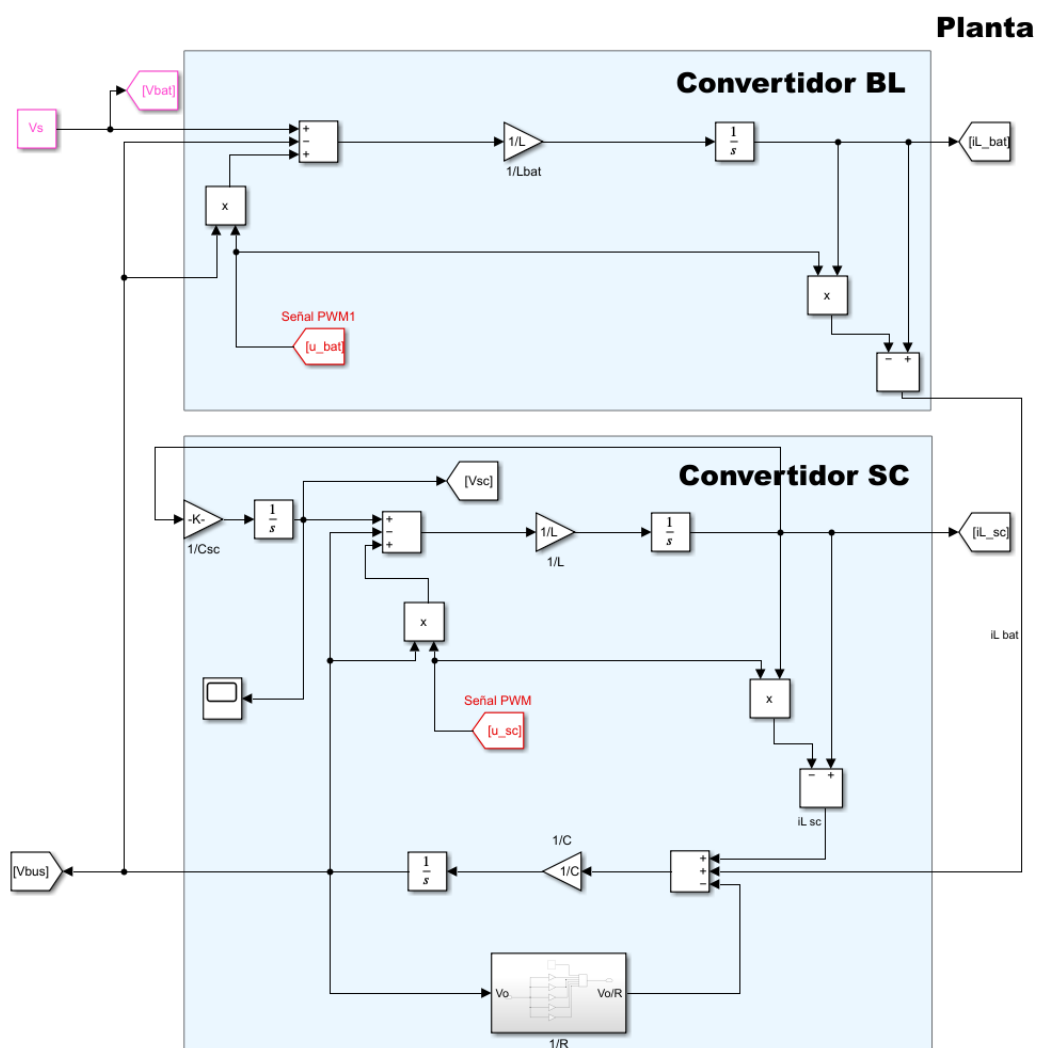 Planta
Convertidor BL
[Vbat]
Vs
+
−
+
1/L
1/Lbat
1
s
[iL_bat]
x
x
Señal PWM1
[u_bat]
− +
Convertidor SC
[Vsc]
-K-
1/Csc
1
s
+
−
+
1/L
1/L
1
s
[iL_sc]
x
iL bat
x
Señal PWM
[u_sc]
− +
iL sc
1/C
[Vbus]
1
s
1/C
+
+
−
Vo
Vo/R
1/R